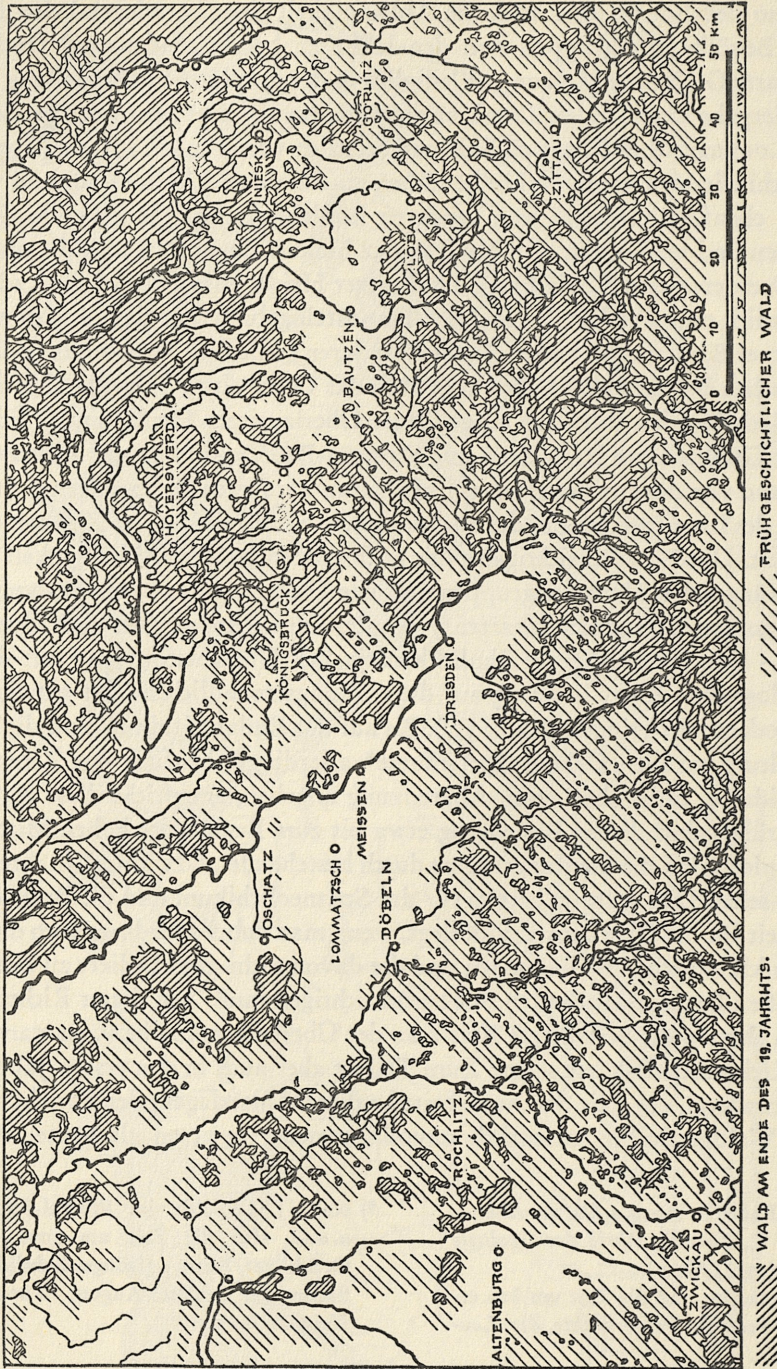 HOYERSWERDA
NIESKY
GÖRLITZ
KÖNIGSBRÜCK
BAUTZEN
LÖBAU
ZITTAU
OSCHATZ
LOMMATZSCH
MEISSEN
DÖBELN
DRESDEN
ROCHLITZ
ALTENBURG
ZWICKAU
0 10 20 30 40 50 Km
WALD AM ENDE DES 19. JAHRHTS.
FRÜHGESCHICHTLICHER WALD